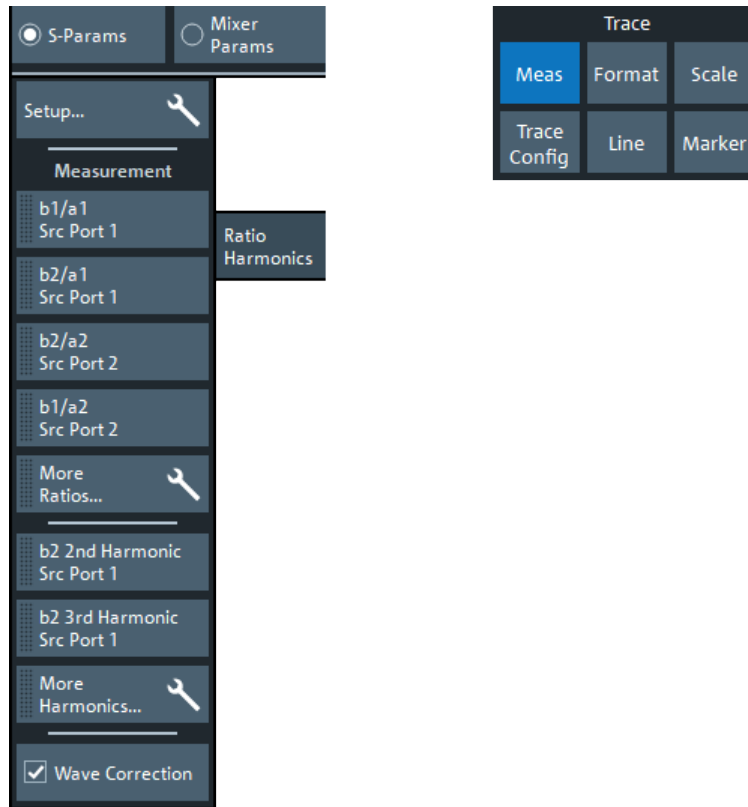 S-Params
Mixer
Params
Setup...
Measurement
b1/a1
Src Port 1
b2/a1
Src Port 1
b2/a2
Src Port 2
b1/a2
Src Port 2
More
Ratios...
b2 2nd Harmonic
Src Port 1
b2 3rd Harmonic
Src Port 1
More
Harmonics...
Wave Correction
Ratio
Harmonics
Trace
Meas
Format
Scale
Trace
Config
Line
Marker